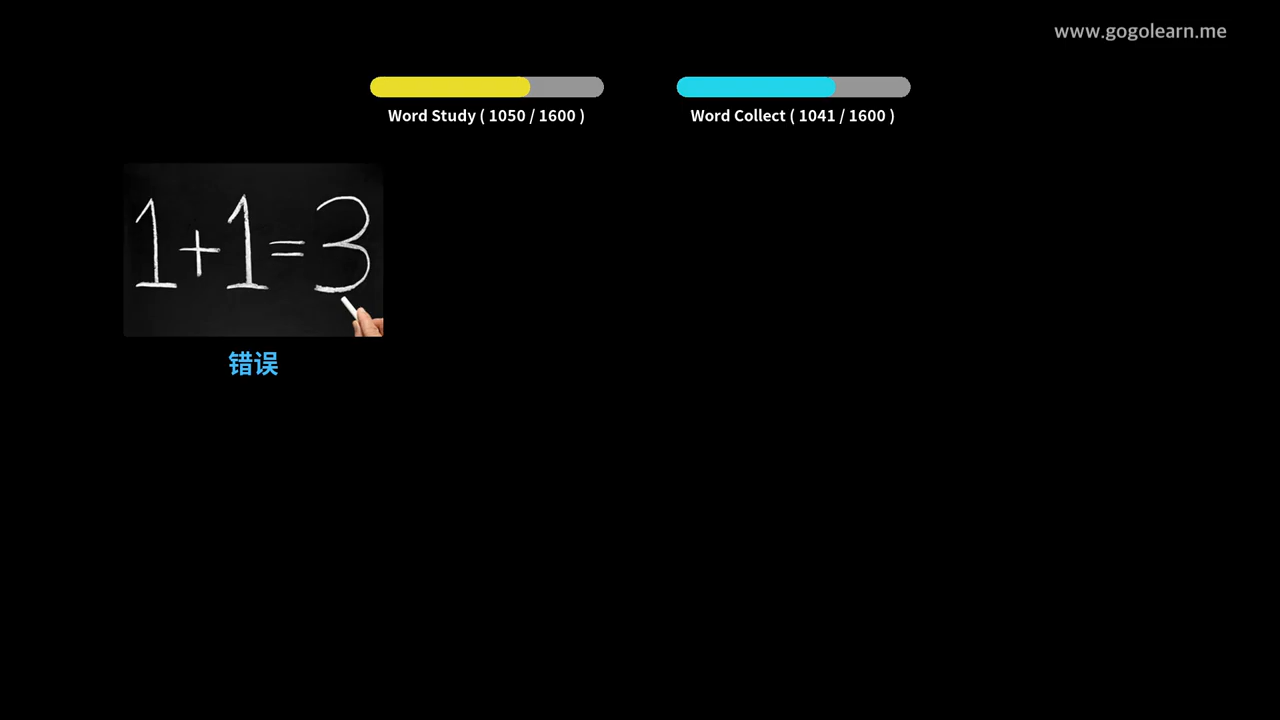 www.gogolearn.me
Word Study ( 1050 / 1600 )
Word Collect ( 1041 / 1600 )
1+1=3
错误